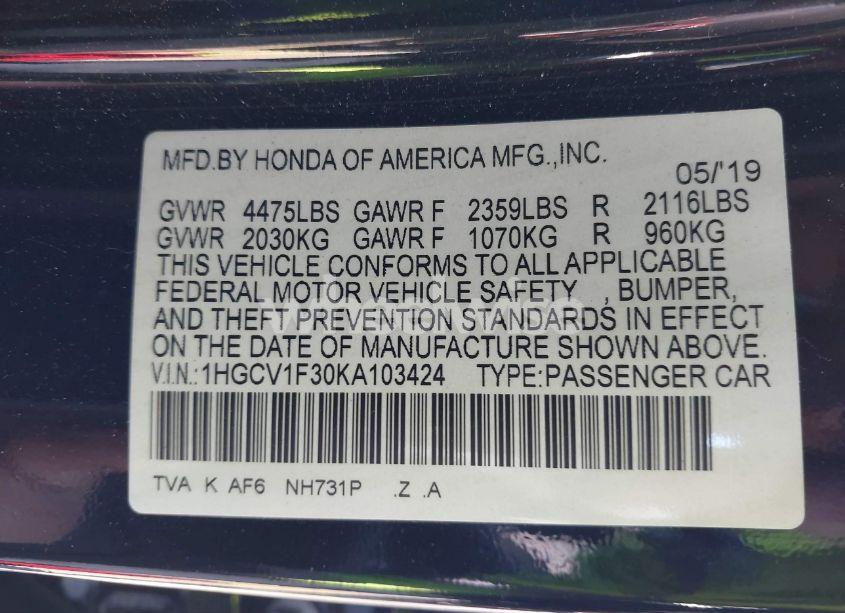 MFD.BY HONDA OF AMERICA MFG.,INC.
05/'19
GVWR 4475LBS GAWR F 2359LBS R 2116LBS
GVWR 2030KG GAWR F 1070KG R 960KG
THIS VEHICLE CONFORMS TO ALL APPLICABLE
FEDERAL MOTOR VEHICLE SAFETY , BUMPER,
AND THEFT PREVENTION STANDARDS IN EFFECT
ON THE DATE OF MANUFACTURE SHOWN ABOVE.
V.I.N.:1HGCV1F30KA103424 TYPE:PASSENGER CAR
TVA K AF6 NH731P .Z .A